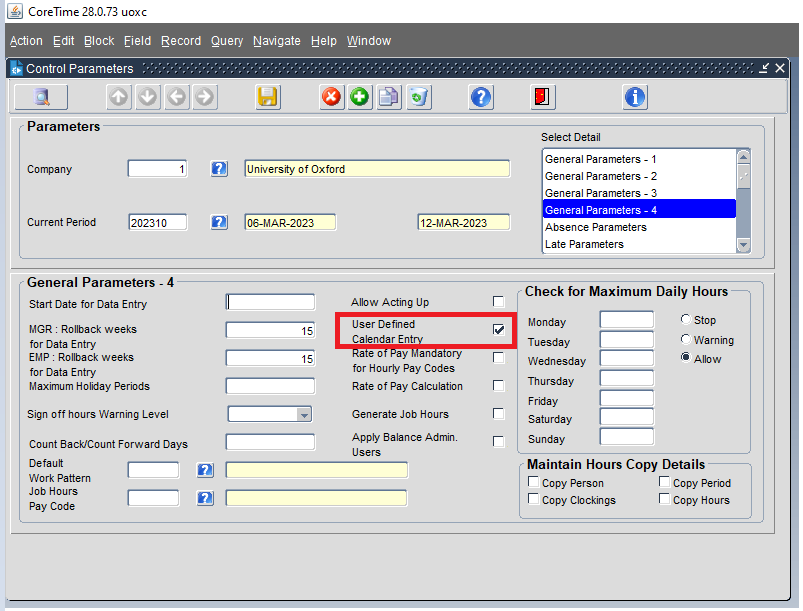 CoreTime 28.0.73 uoxc
Action Edit Block Field Record Query Navigate Help Window
Control Parameters
Parameters
Select Detail
Company 1 University of Oxford
Current Period 202310 06-MAR-2023 12-MAR-2023
General Parameters - 1
General Parameters - 2
General Parameters - 3
General Parameters - 4
Absence Parameters
Late Parameters
General Parameters - 4
Start Date for Data Entry
MGR : Rollback weeks 15
for Data Entry
EMP : Rollback weeks 15
for Data Entry
Maximum Holiday Periods
Sign off hours Warning Level
Count Back/Count Forward Days
Default
Work Pattern
Job Hours
Pay Code
Allow Acting Up
User Defined
Calendar Entry
Rate of Pay Mandatory
for Hourly Pay Codes
Rate of Pay Calculation
Generate Job Hours
Apply Balance Admin.
Users
Check for Maximum Daily Hours
Monday
Tuesday
Wednesday
Thursday
Friday
Saturday
Sunday
Stop
Warning
Allow
Maintain Hours Copy Details
Copy Person Copy Period
Copy Clockings Copy Hours